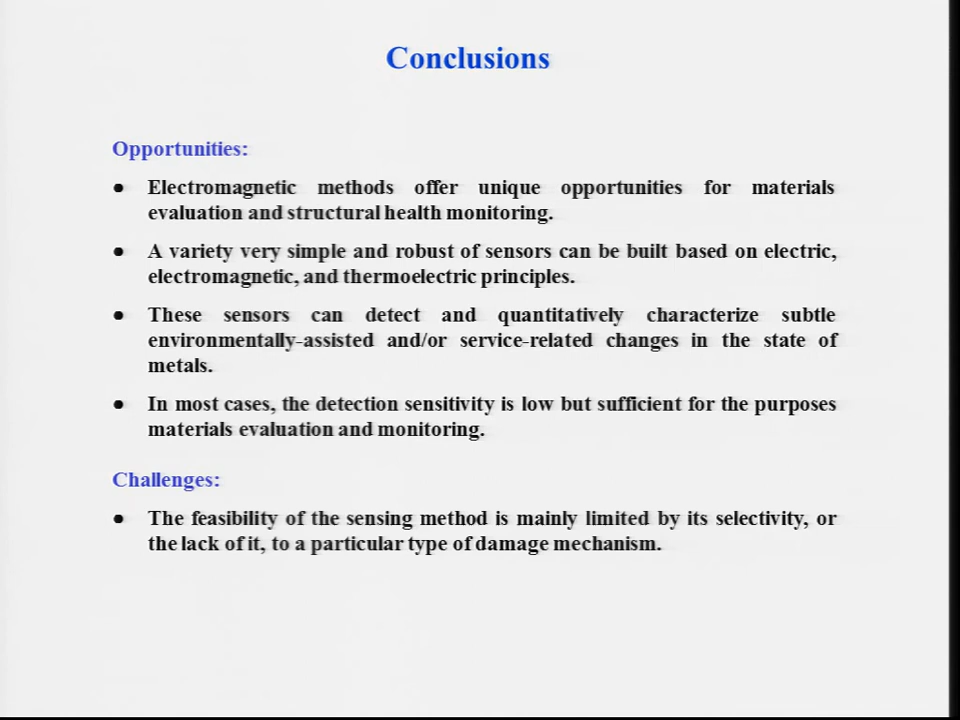 Conclusions
Opportunities:
● Electromagnetic methods offer unique opportunities for materials
evaluation and structural health monitoring.
● A variety very simple and robust of sensors can be built based on electric,
electromagnetic, and thermoelectric principles.
● These sensors can detect and quantitatively characterize subtle
environmentally-assisted and/or service-related changes in the state of
metals.
● In most cases, the detection sensitivity is low but sufficient for the purposes
materials evaluation and monitoring.
Challenges:
● The feasibility of the sensing method is mainly limited by its selectivity, or
the lack of it, to a particular type of damage mechanism.